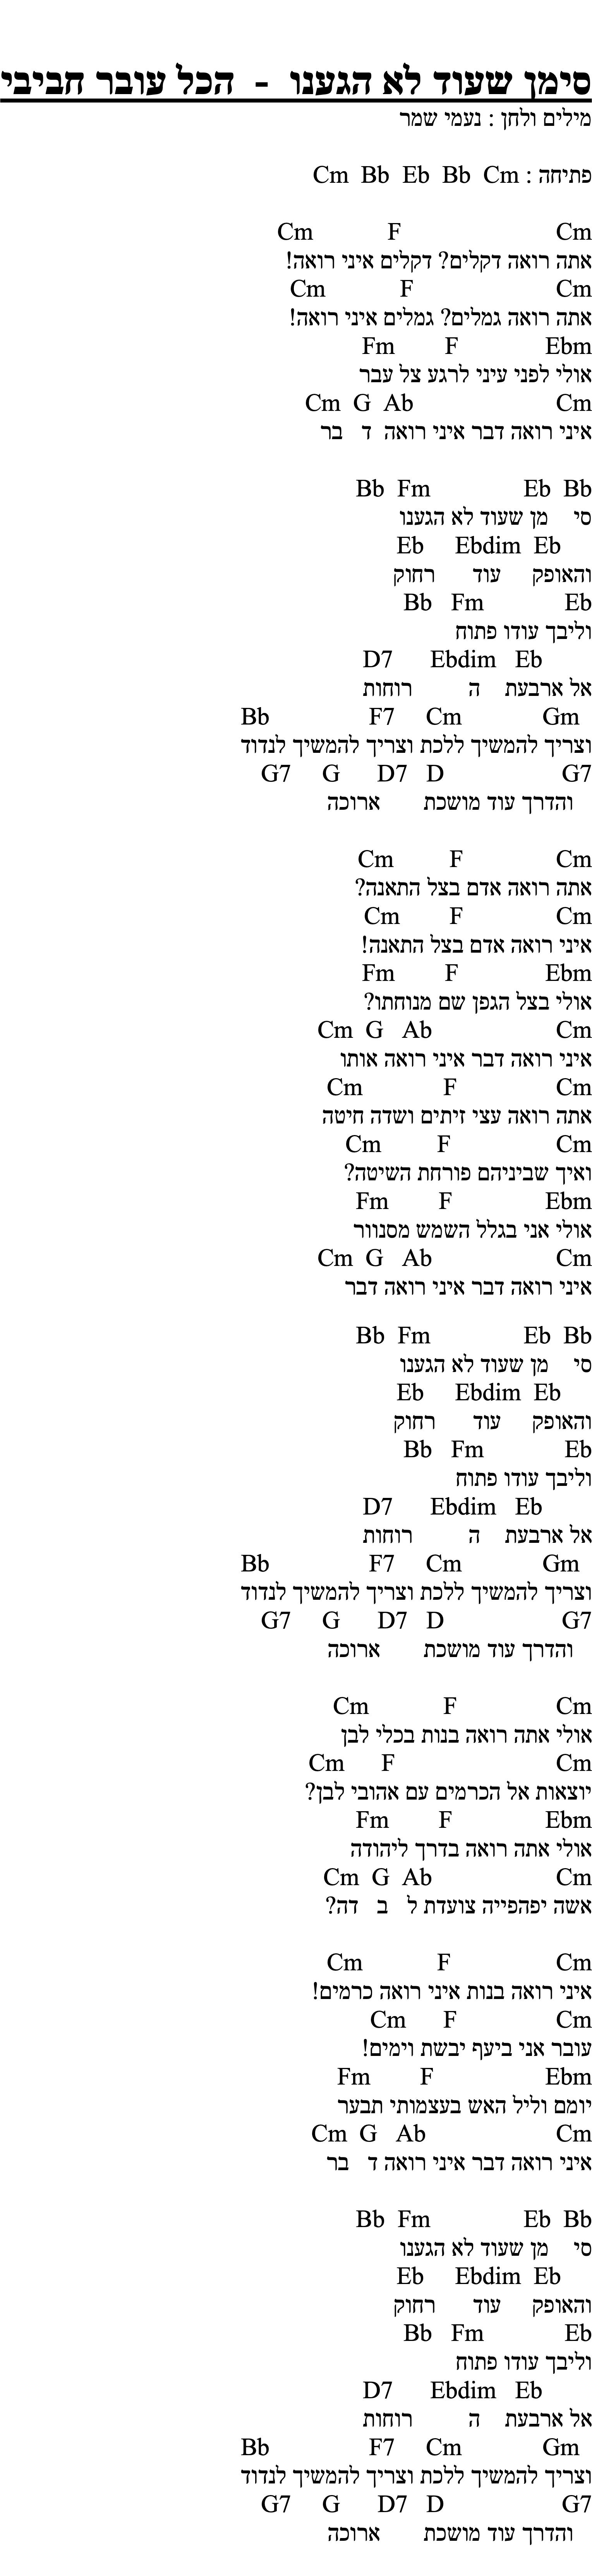 סימן שעוד לא הגענו - הכל עובר חביבי
מילים ולחן : נעמי שמר
פתיחה : Cm Bb Eb Bb Cm
Cm F Cm
אתה רואה דקלים? דקלים איני רואה!
Cm F Cm
אתה רואה גמלים? גמלים איני רואה!
Fm F Ebm
אולי לפני עיני לרגע צל עבר
Cm G Ab Cm
איני רואה דבר איני רואה ד בר
Bb Fm Eb Bb
סי מן שעוד לא הגענו
Eb Ebdim Eb
והאופק עוד רחוק
Bb Fm Eb
וליבך עודו פתוח
D7 Ebdim Eb
אל ארבעת ה רוחות
Bb F7 Cm Gm
וצריך להמשיך ללכת וצריך להמשיך לנדוד
G7 G D7 D G7
והדרך עוד מושכת ארוכה
Cm F Cm
אתה רואה אדם בצל התאנה?
Cm F Cm
איני רואה אדם בצל התאנה!
Fm F Ebm
אולי בצל הגפן שם מנוחתו?
Cm G Ab Cm
איני רואה דבר איני רואה אותו
Cm F Cm
אתה רואה עצי זיתים ושדה חיטה
Cm F Cm
ואיך שביניהם פורחת השיטה?
Fm F Ebm
אולי אני בגלל השמש מסנוור
Cm G Ab Cm
איני רואה דבר איני רואה דבר
Bb Fm Eb Bb
סי מן שעוד לא הגענו
Eb Ebdim Eb
והאופק עוד רחוק
Bb Fm Eb
וליבך עודו פתוח
D7 Ebdim Eb
אל ארבעת ה רוחות
Bb F7 Cm Gm
וצריך להמשיך ללכת וצריך להמשיך לנדוד
G7 G D7 D G7
והדרך עוד מושכת ארוכה
Cm F Cm
אולי אתה רואה בנות בכלי לבן
Cm F Cm
יוצאות אל הכרמים עם אהובי לבן?
Fm F Ebm
אולי אתה רואה בדרך ליהודה
Cm G Ab Cm
אשה יפהפייה צועדת ל ב דה?
Cm F Cm
איני רואה בנות איני רואה כרמים!
Cm F Cm
עובר אני ביעף יבשת וימים!
Fm F Ebm
יומם וליל האש בעצמותי תבער
Cm G Ab Cm
איני רואה דבר איני רואה ד בר
Bb Fm Eb Bb
סי מן שעוד לא הגענו
Eb Ebdim Eb
והאופק עוד רחוק
Bb Fm Eb
וליבך עודו פתוח
D7 Ebdim Eb
אל ארבעת ה רוחות
Bb F7 Cm Gm
וצריך להמשיך ללכת וצריך להמשיך לנדוד
G7 G D7 D G7
והדרך עוד מושכת ארוכה